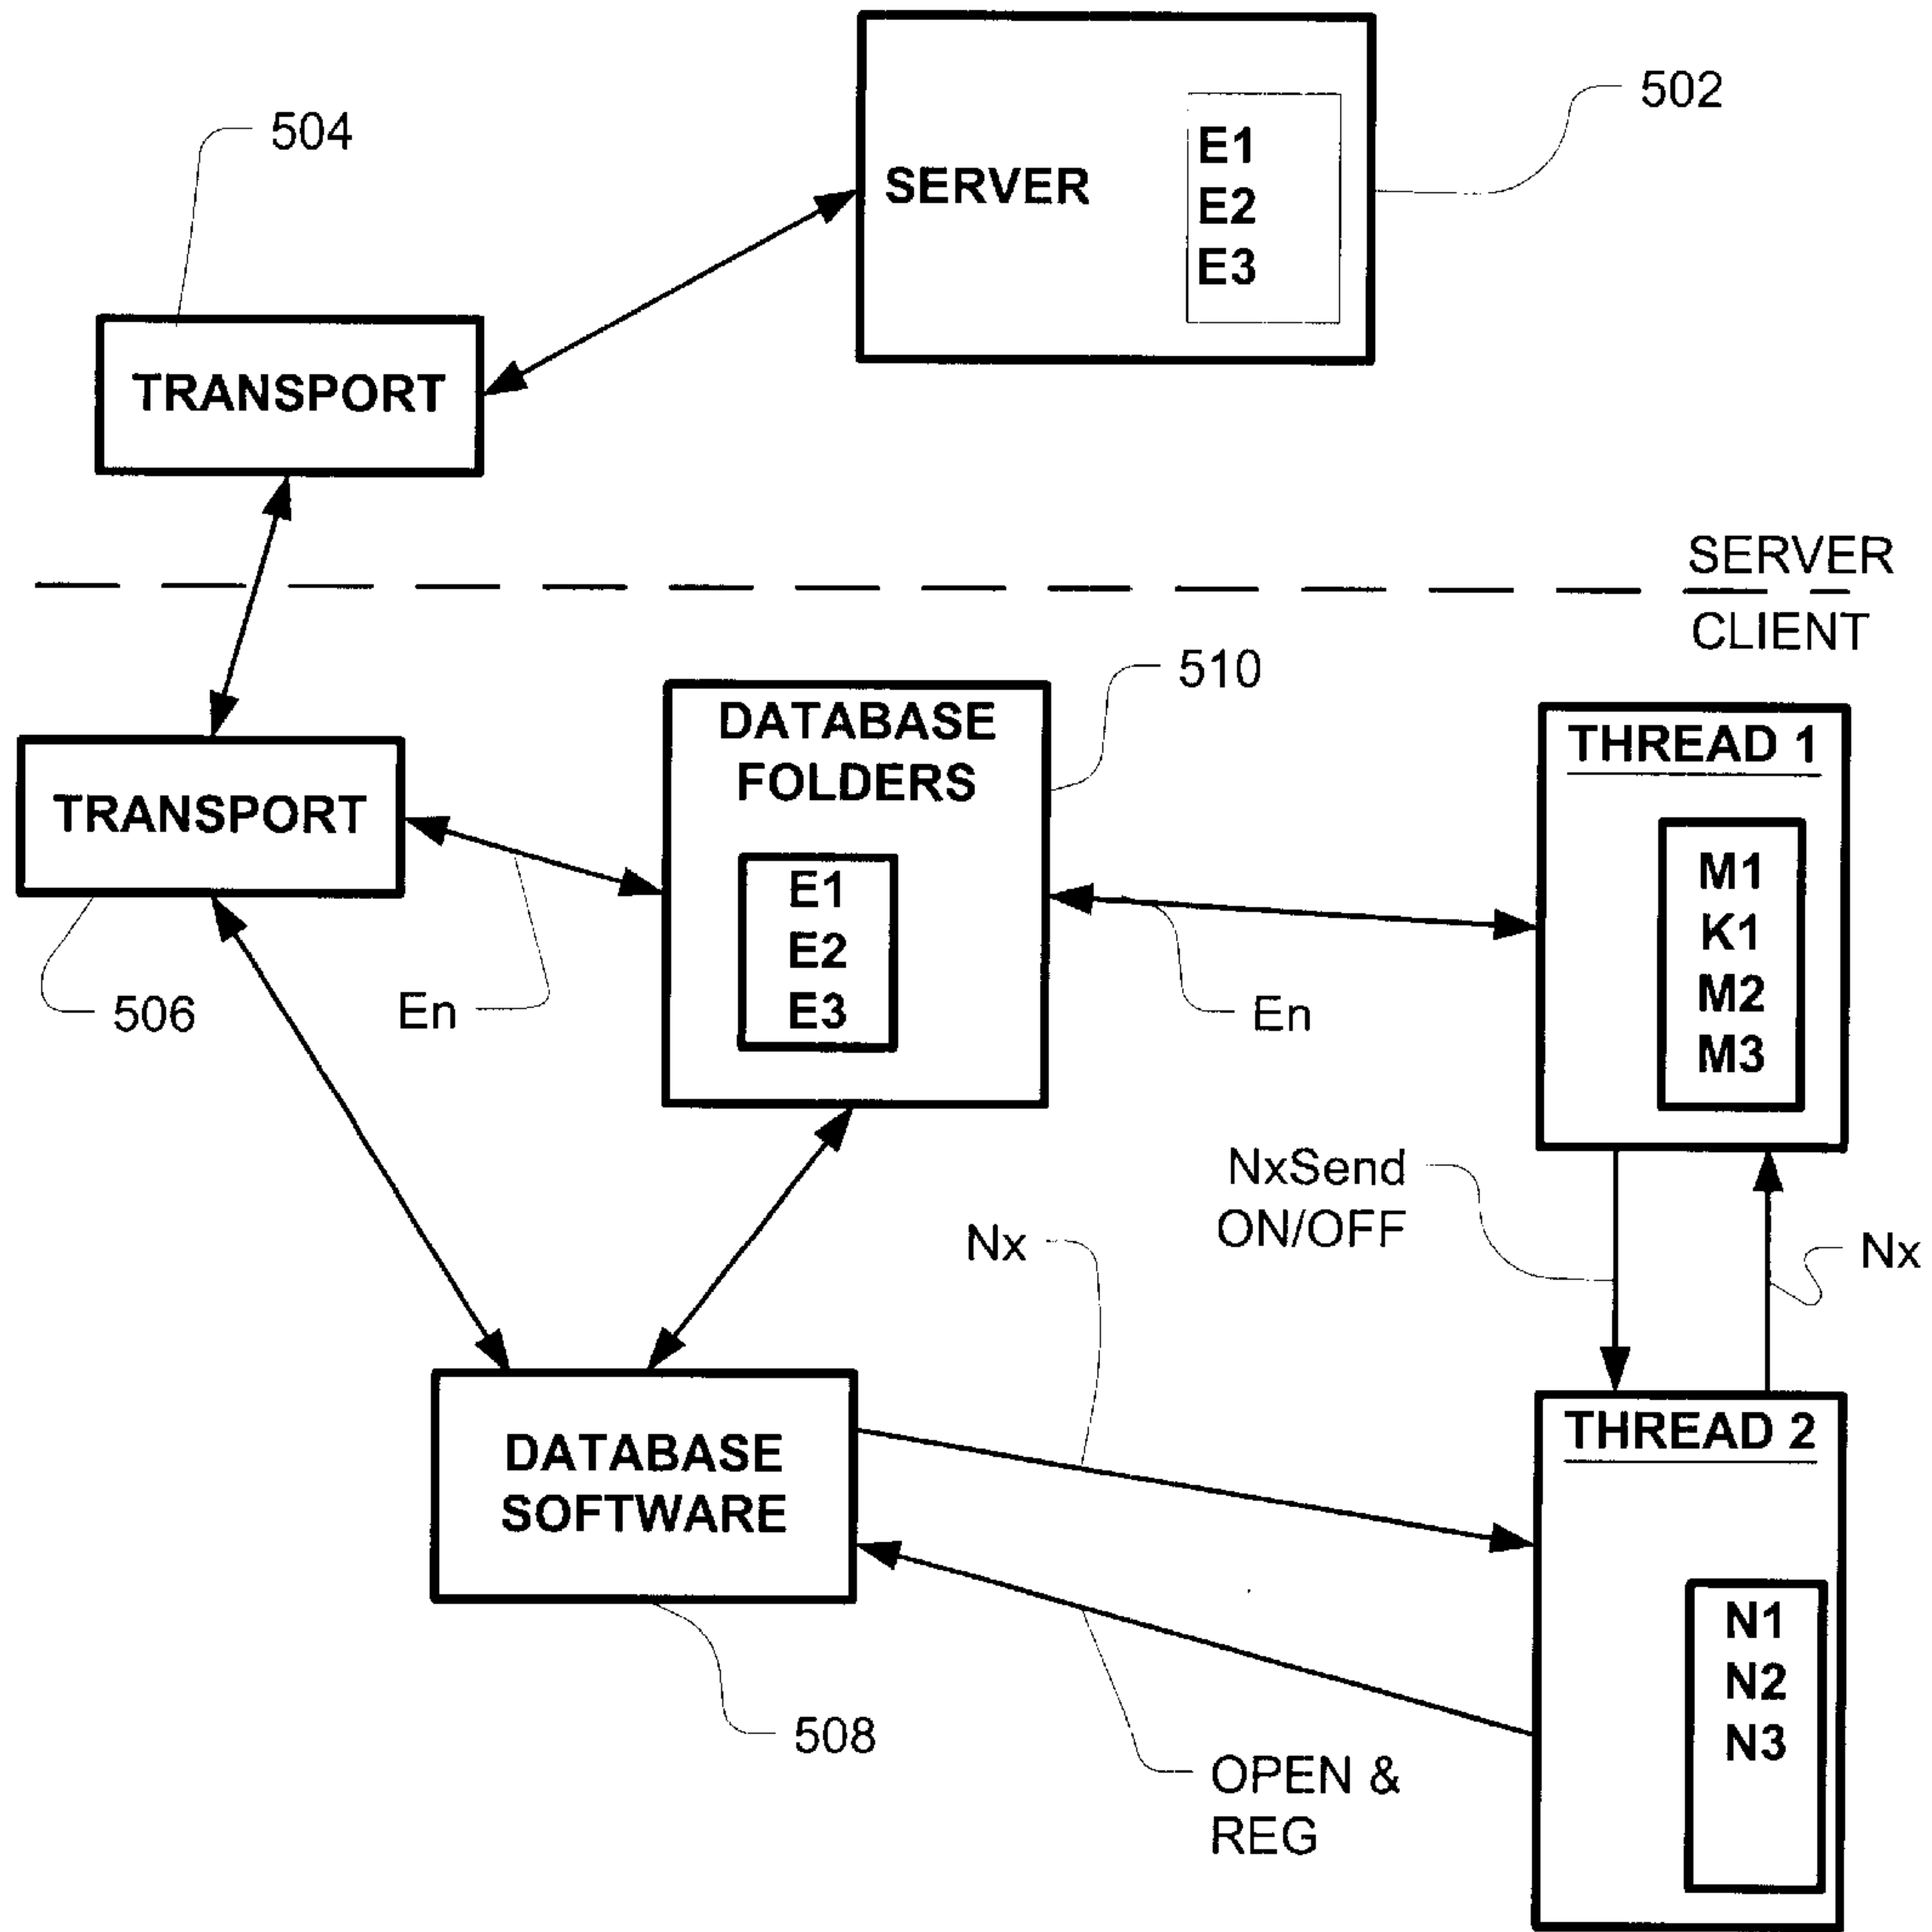 504
502
SERVER
E1
E2
E3
TRANSPORT
SERVER
CLIENT
510
DATABASE
FOLDERS
THREAD 1
TRANSPORT
E1
E2
E3
M1
K1
M2
M3
506
En
En
NxSend
ON/OFF
Nx
Nx
DATABASE
SOFTWARE
THREAD 2
N1
N2
N3
508
OPEN &
REG